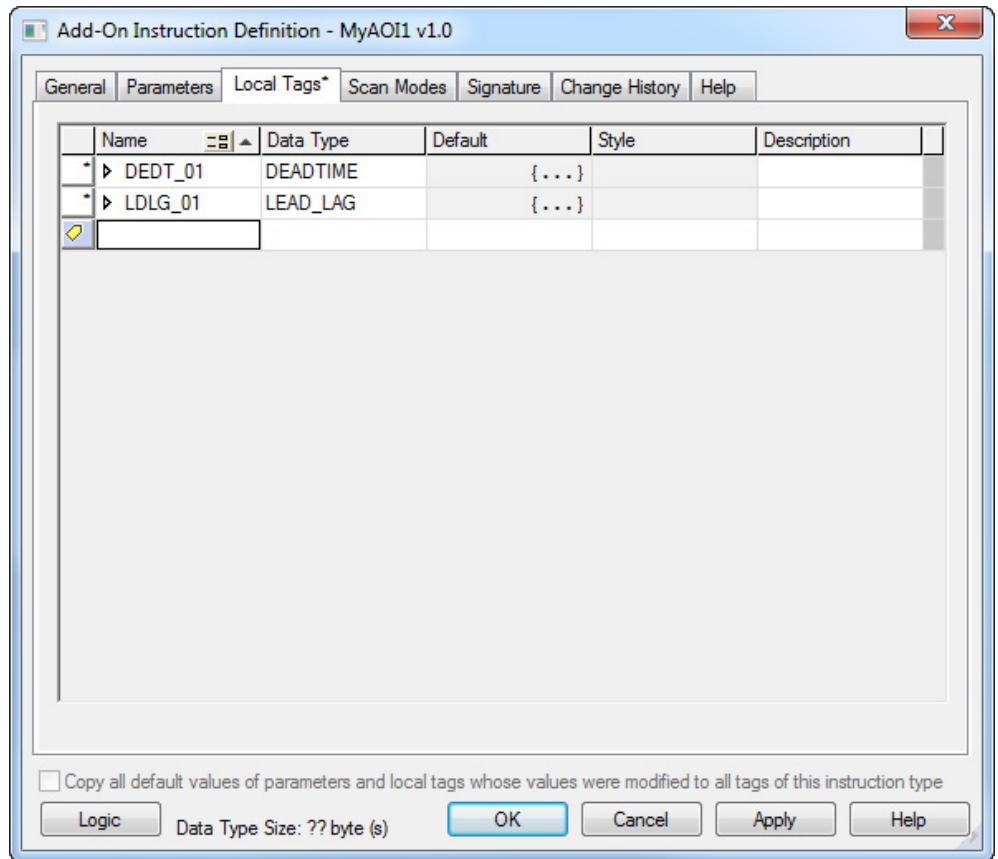 Add-On Instruction Definition - MyAOI1 v1.0
X
General Parameters Local Tags* Scan Modes Signature Change History Help
Name Data Type Default Style Description
* DEDT_01 DEADTIME {...}
* LDLG_01 LEAD_LAG {...}
Copy all default values of parameters and local tags whose values were modified to all tags of this instruction type
Logic Data Type Size: ?? byte (s) OK Cancel Apply Help